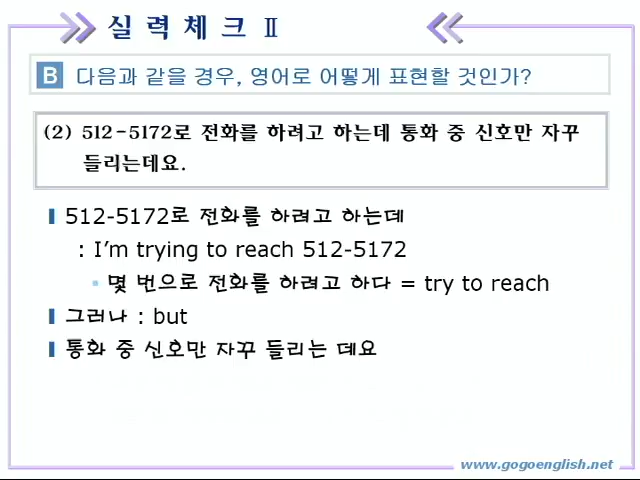 실 력 체 크 Ⅱ
B 다음과 같을 경우, 영어로 어떻게 표현할 것인가?
(2) 512-5172로 전화를 하려고 하는데 통화 중 신호만 자꾸
들리는데요.
512-5172로 전화를 하려고 하는데
: I'm trying to reach 512-5172
몇 번으로 전화를 하려고 하다 = try to reach
그러나 : but
통화 중 신호만 자꾸 들리는 데요
www.gogoenglish.net